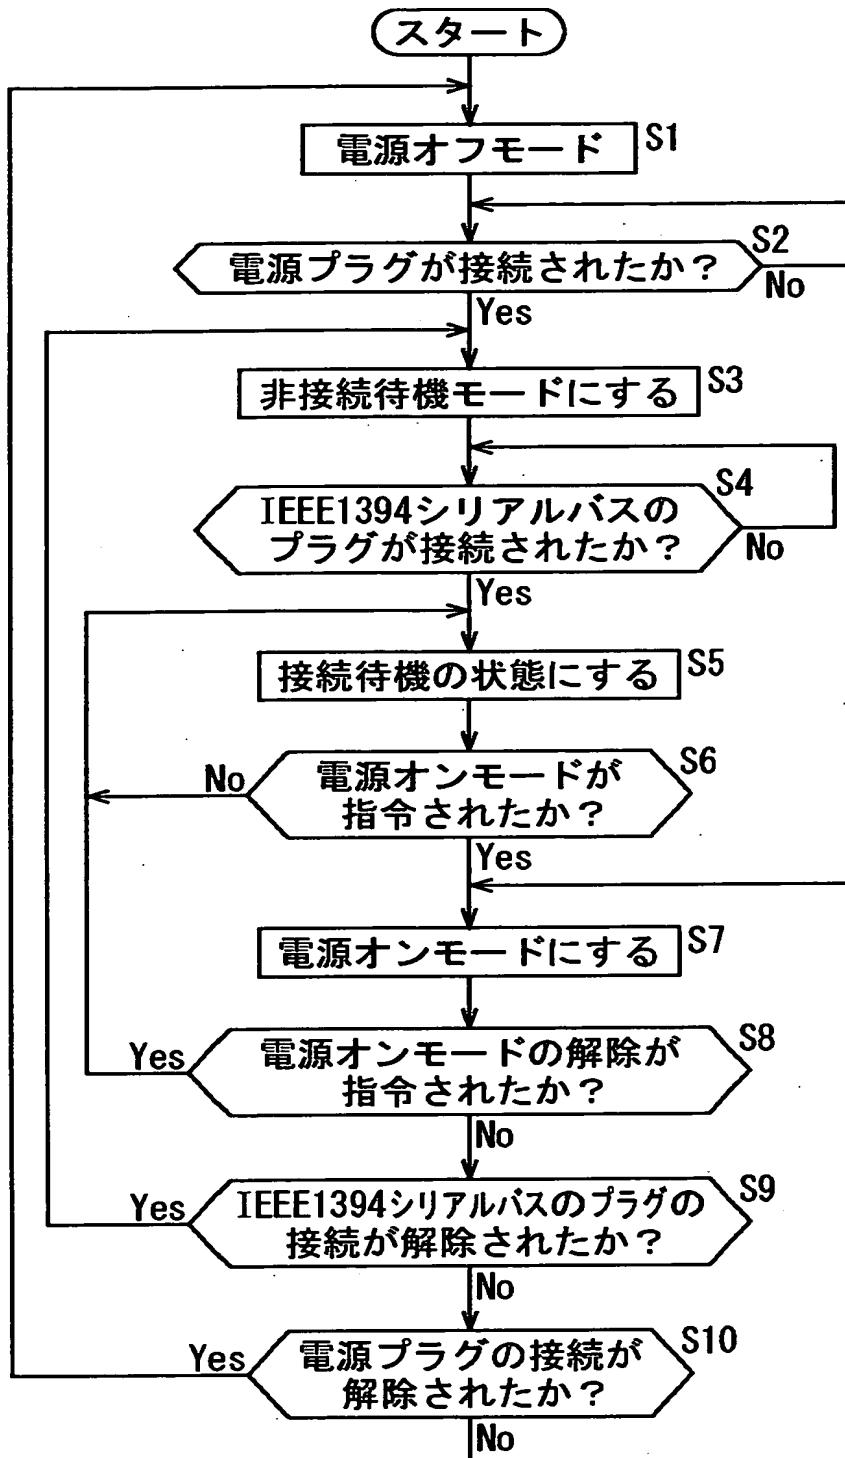 スタート
電源オフモード
S1
電源プラグが接続されたか？
S2
No
Yes
非接続待機モードにする
S3
IEEE1394シリアルバスの
プラグが接続されたか？
S4
No
Yes
接続待機の状態にする
S5
電源オンモードが
指令されたか？
S6
No
Yes
電源オンモードにする
S7
電源オンモードの解除が
指令されたか？
S8
Yes
No
IEEE1394シリアルバスのプラグの
接続が解除されたか？
S9
Yes
No
電源プラグの接続が
解除されたか？
S10
Yes
No